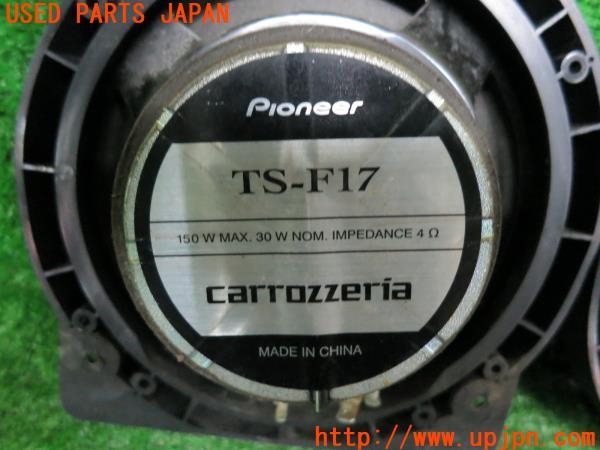 USED PARTS JAPAN
Pioneer
TS-F17
150 W MAX. 30 W NOM. IMPEDANCE 4 Ω
carrozzeria
MADE IN CHINA
http://www.upjpn.com